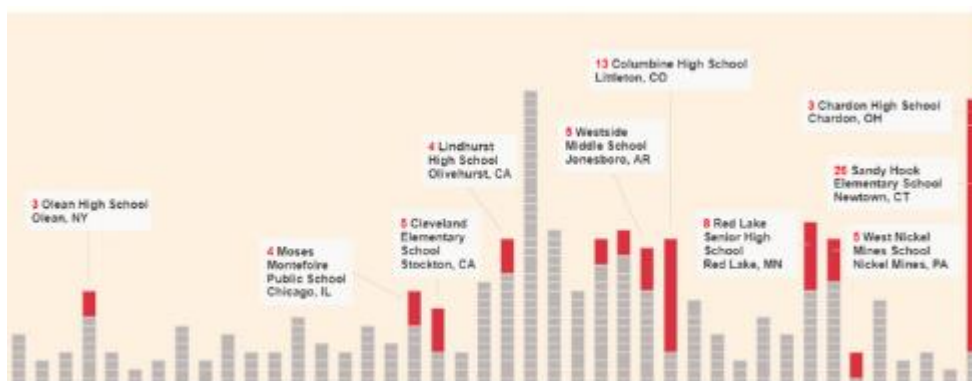 13 Columbine High School
Littleton, CO
3 Chardon High School
Chardon, OH
4 Lindhurst
High School
Olivehurst, CA
5 Westside
Middle School
Jonesboro, AR
26 Sandy Hook
Elementary School
Newtown, CT
3 Olean High School
Olean, NY
5 Cleveland
Elementary
School
Stockton, CA
8 Red Lake
Senior High
School
Red Lake, MN
5 West Nickel
Mines School
Nickel Mines, PA
4 Moses
Montefoire
Public School
Chicago, IL